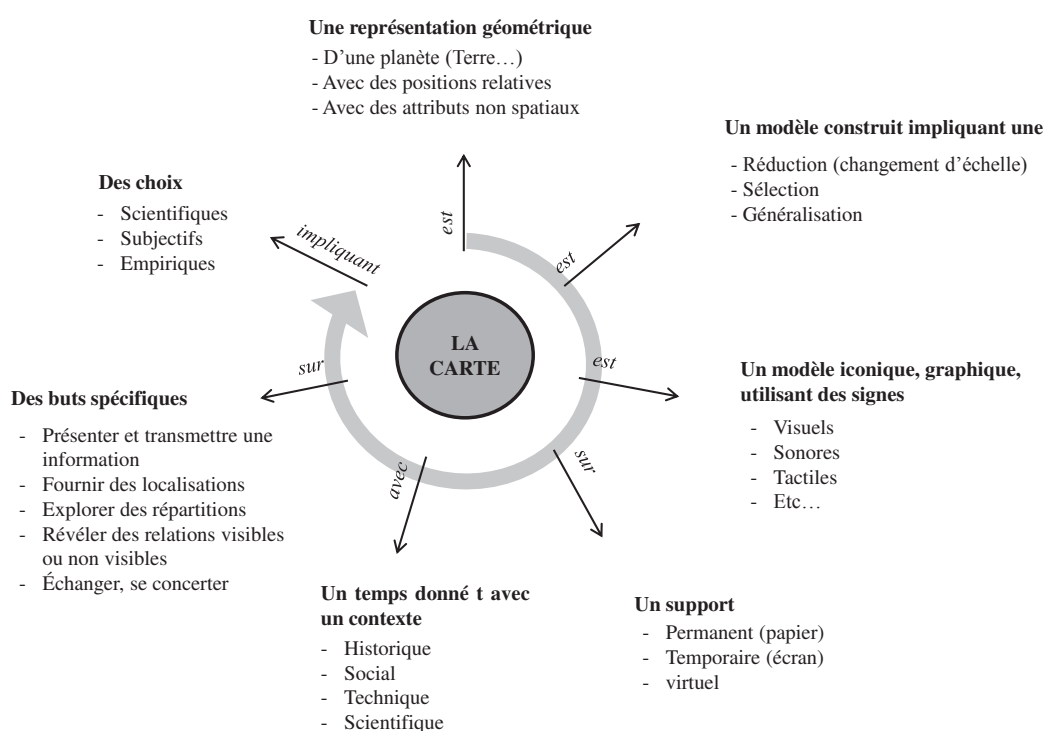 Une représentation géométrique
- D'une planète (Terre…)
- Avec des positions relatives
- Avec des attributs non spatiaux
est
Un modèle construit impliquant une
- Réduction (changement d'échelle)
- Sélection
- Généralisation
est
Un modèle iconique, graphique,
utilisant des signes
- Visuels
- Sonores
- Tactiles
- Etc…
est
Un support
- Permanent (papier)
- Temporaire (écran)
- virtuel
sur
Un temps donné t avec
un contexte
- Historique
- Social
- Technique
- Scientifique
avec
Des buts spécifiques
- Présenter et transmettre une
information
- Fournir des localisations
- Explorer des répartitions
- Révéler des relations visibles
ou non visibles
- Échanger, se concerter
sur
Des choix
- Scientifiques
- Subjectifs
- Empiriques
impliquant
LA
CARTE